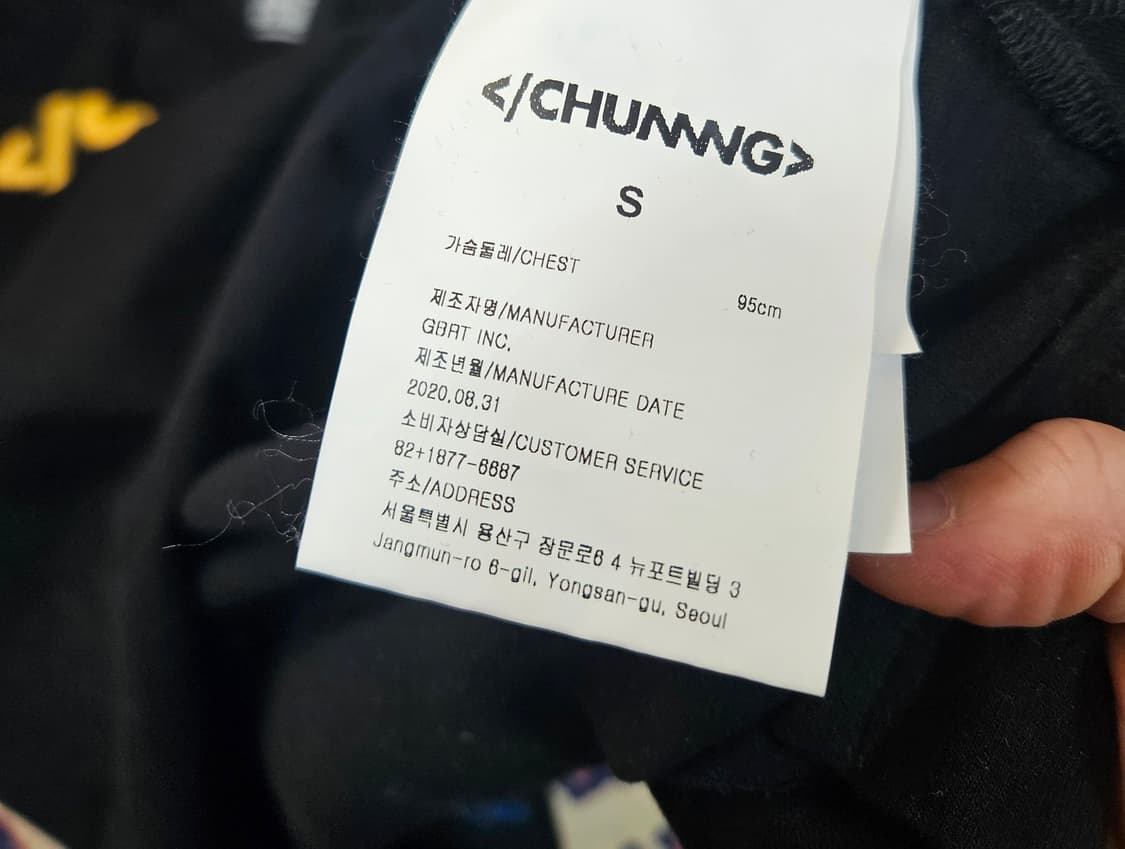 </CHUNNNG>
S
가슴둘레/CHEST
95cm
제조자명/MANUFACTURER
GBRT INC.
제조년월/MANUFACTURE DATE
2020.08.31
소비자상담실/CUSTOMER SERVICE
82+1877-6687
주소/ADDRESS
서울특별시 용산구 장문로6 4 뉴포트빌딩 3
Jangmun-ro 6-gil, Yongsan-gu, Seoul